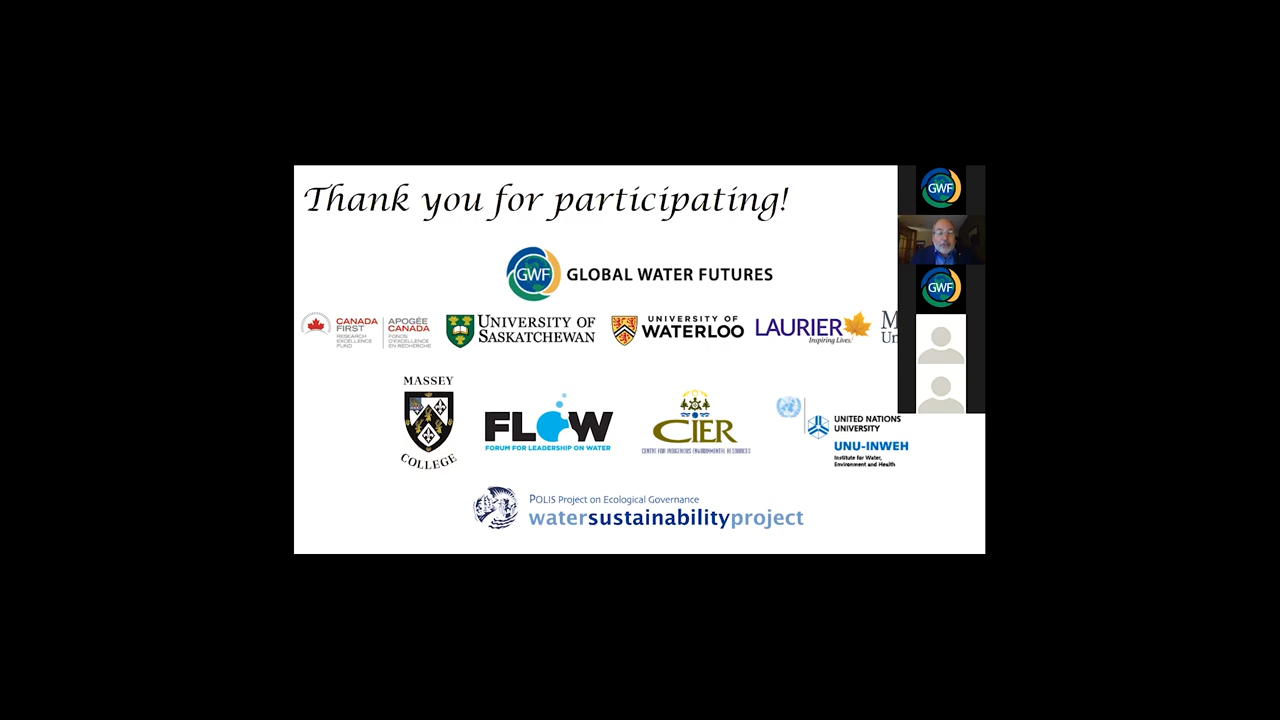 Thank you for participating!
GWF
GWF GLOBAL WATER FUTURES
GWF
CANADA FIRST
RESEARCH EXCELLENCE FUND
APOGÉE CANADA
FONDS D'EXCELLENCE EN RECHERCHE
UNIVERSITY OF SASKATCHEWAN
UNIVERSITY OF WATERLOO
LAURIER
Inspiring Lives.
M
Un
MASSEY
COLLEGE
FLOW
FORUM FOR LEADERSHIP ON WATER
CIER
CENTRE FOR INDIGENOUS ENVIRONMENTAL RESOURCES
UNITED NATIONS
UNIVERSITY
UNU-INWEH
Institute for Water,
Environment and Health
POLIS Project on Ecological Governance
watersustainabilityproject